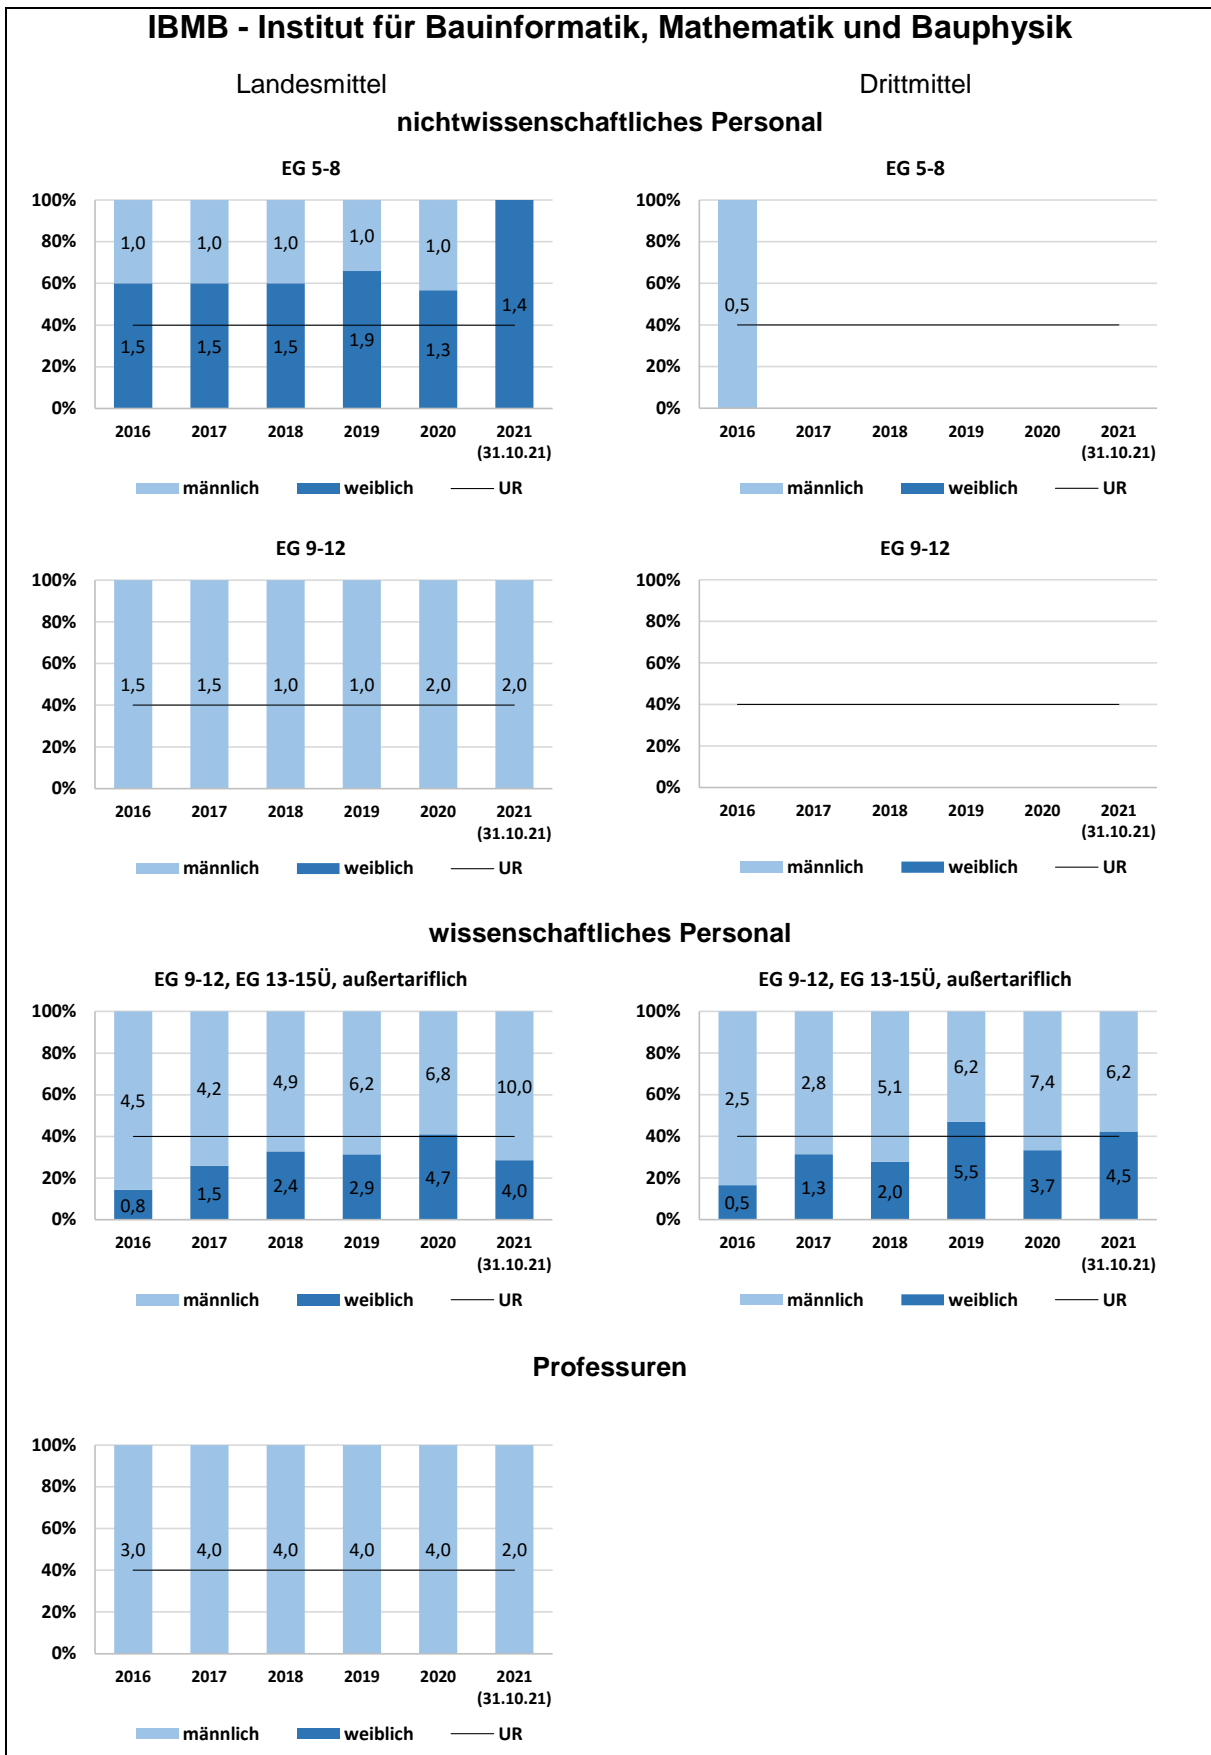 IBMB - Institut für Bauinformatik, Mathematik und Bauphysik
Landesmittel Drittmittel
nichtwissenschaftliches Personal
EG 5-8
100%
80%
60%
40%
20%
0%
1,0 1,0 1,0 1,0 1,0
1,5 1,5 1,5 1,9 1,3 1,4
2016 2017 2018 2019 2020 2021
(31.10.21)
männlich weiblich UR
EG 5-8
100%
80%
60%
40%
20%
0%
0,5
2016 2017 2018 2019 2020 2021
(31.10.21)
männlich weiblich UR
EG 9-12
100%
80%
60%
40%
20%
0%
1,5 1,5 1,0 1,0 2,0 2,0
2016 2017 2018 2019 2020 2021
(31.10.21)
männlich weiblich UR
EG 9-12
100%
80%
60%
40%
20%
0%
2016 2017 2018 2019 2020 2021
(31.10.21)
männlich weiblich UR
wissenschaftliches Personal
EG 9-12, EG 13-15Ü, außertariflich
100%
80%
60%
40%
20%
0%
4,5 4,2 4,9 6,2 6,8 10,0
0,8 1,5 2,4 2,9 4,7 4,0
2016 2017 2018 2019 2020 2021
(31.10.21)
männlich weiblich UR
EG 9-12, EG 13-15Ü, außertariflich
100%
80%
60%
40%
20%
0%
2,5 2,8 5,1 6,2 7,4 6,2
0,5 1,3 2,0 5,5 3,7 4,5
2016 2017 2018 2019 2020 2021
(31.10.21)
männlich weiblich UR
Professuren
100%
80%
60%
40%
20%
0%
3,0 4,0 4,0 4,0 4,0 2,0
2016 2017 2018 2019 2020 2021
(31.10.21)
männlich weiblich UR